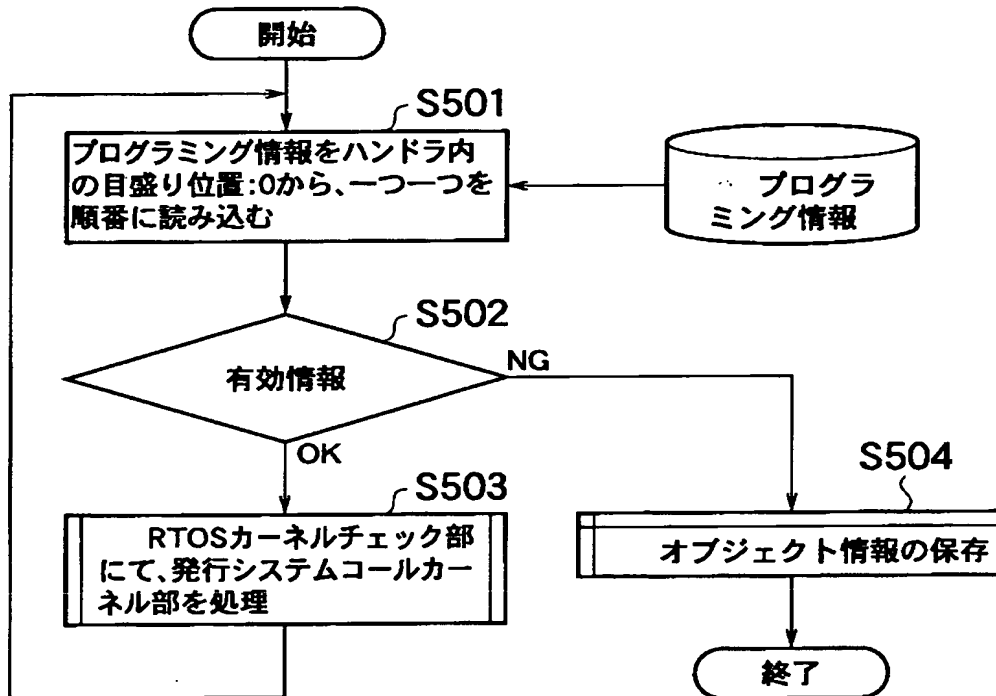 開始
S501
プログラミング情報をハンドラ内
の目盛り位置:0から、一つ一つを
順番に読み込む
プログラ
ミング情報
S502
有効情報
NG
OK
S503
RTOSカーネルチェック部
にて、発行システムコールカー
ネル部を処理
S504
オブジェクト情報の保存
終了